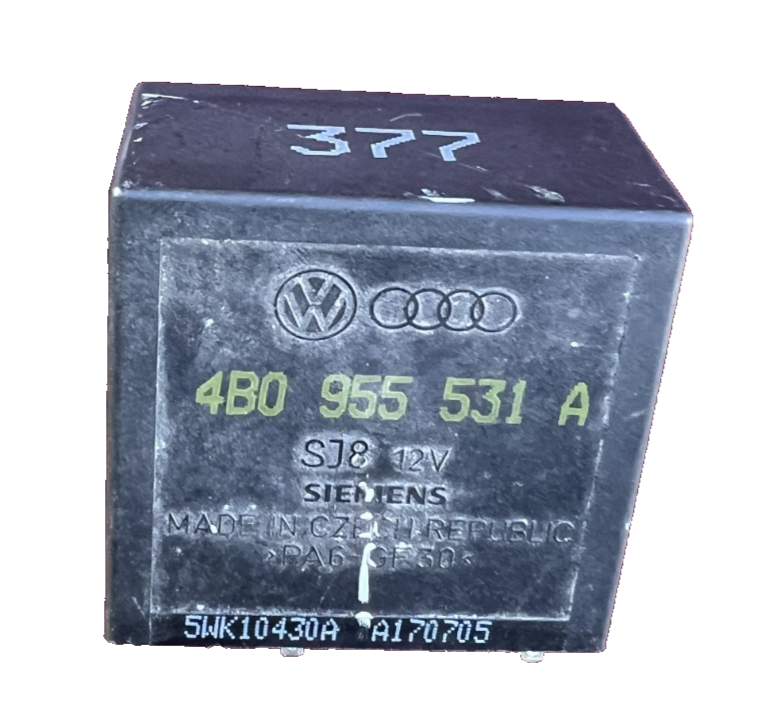 377
4B0 955 531 A
SJ8 12V
SIEMENS
MADE IN CZECH REPUBLIC
>PA6 GF30<
5WK10430A A170705